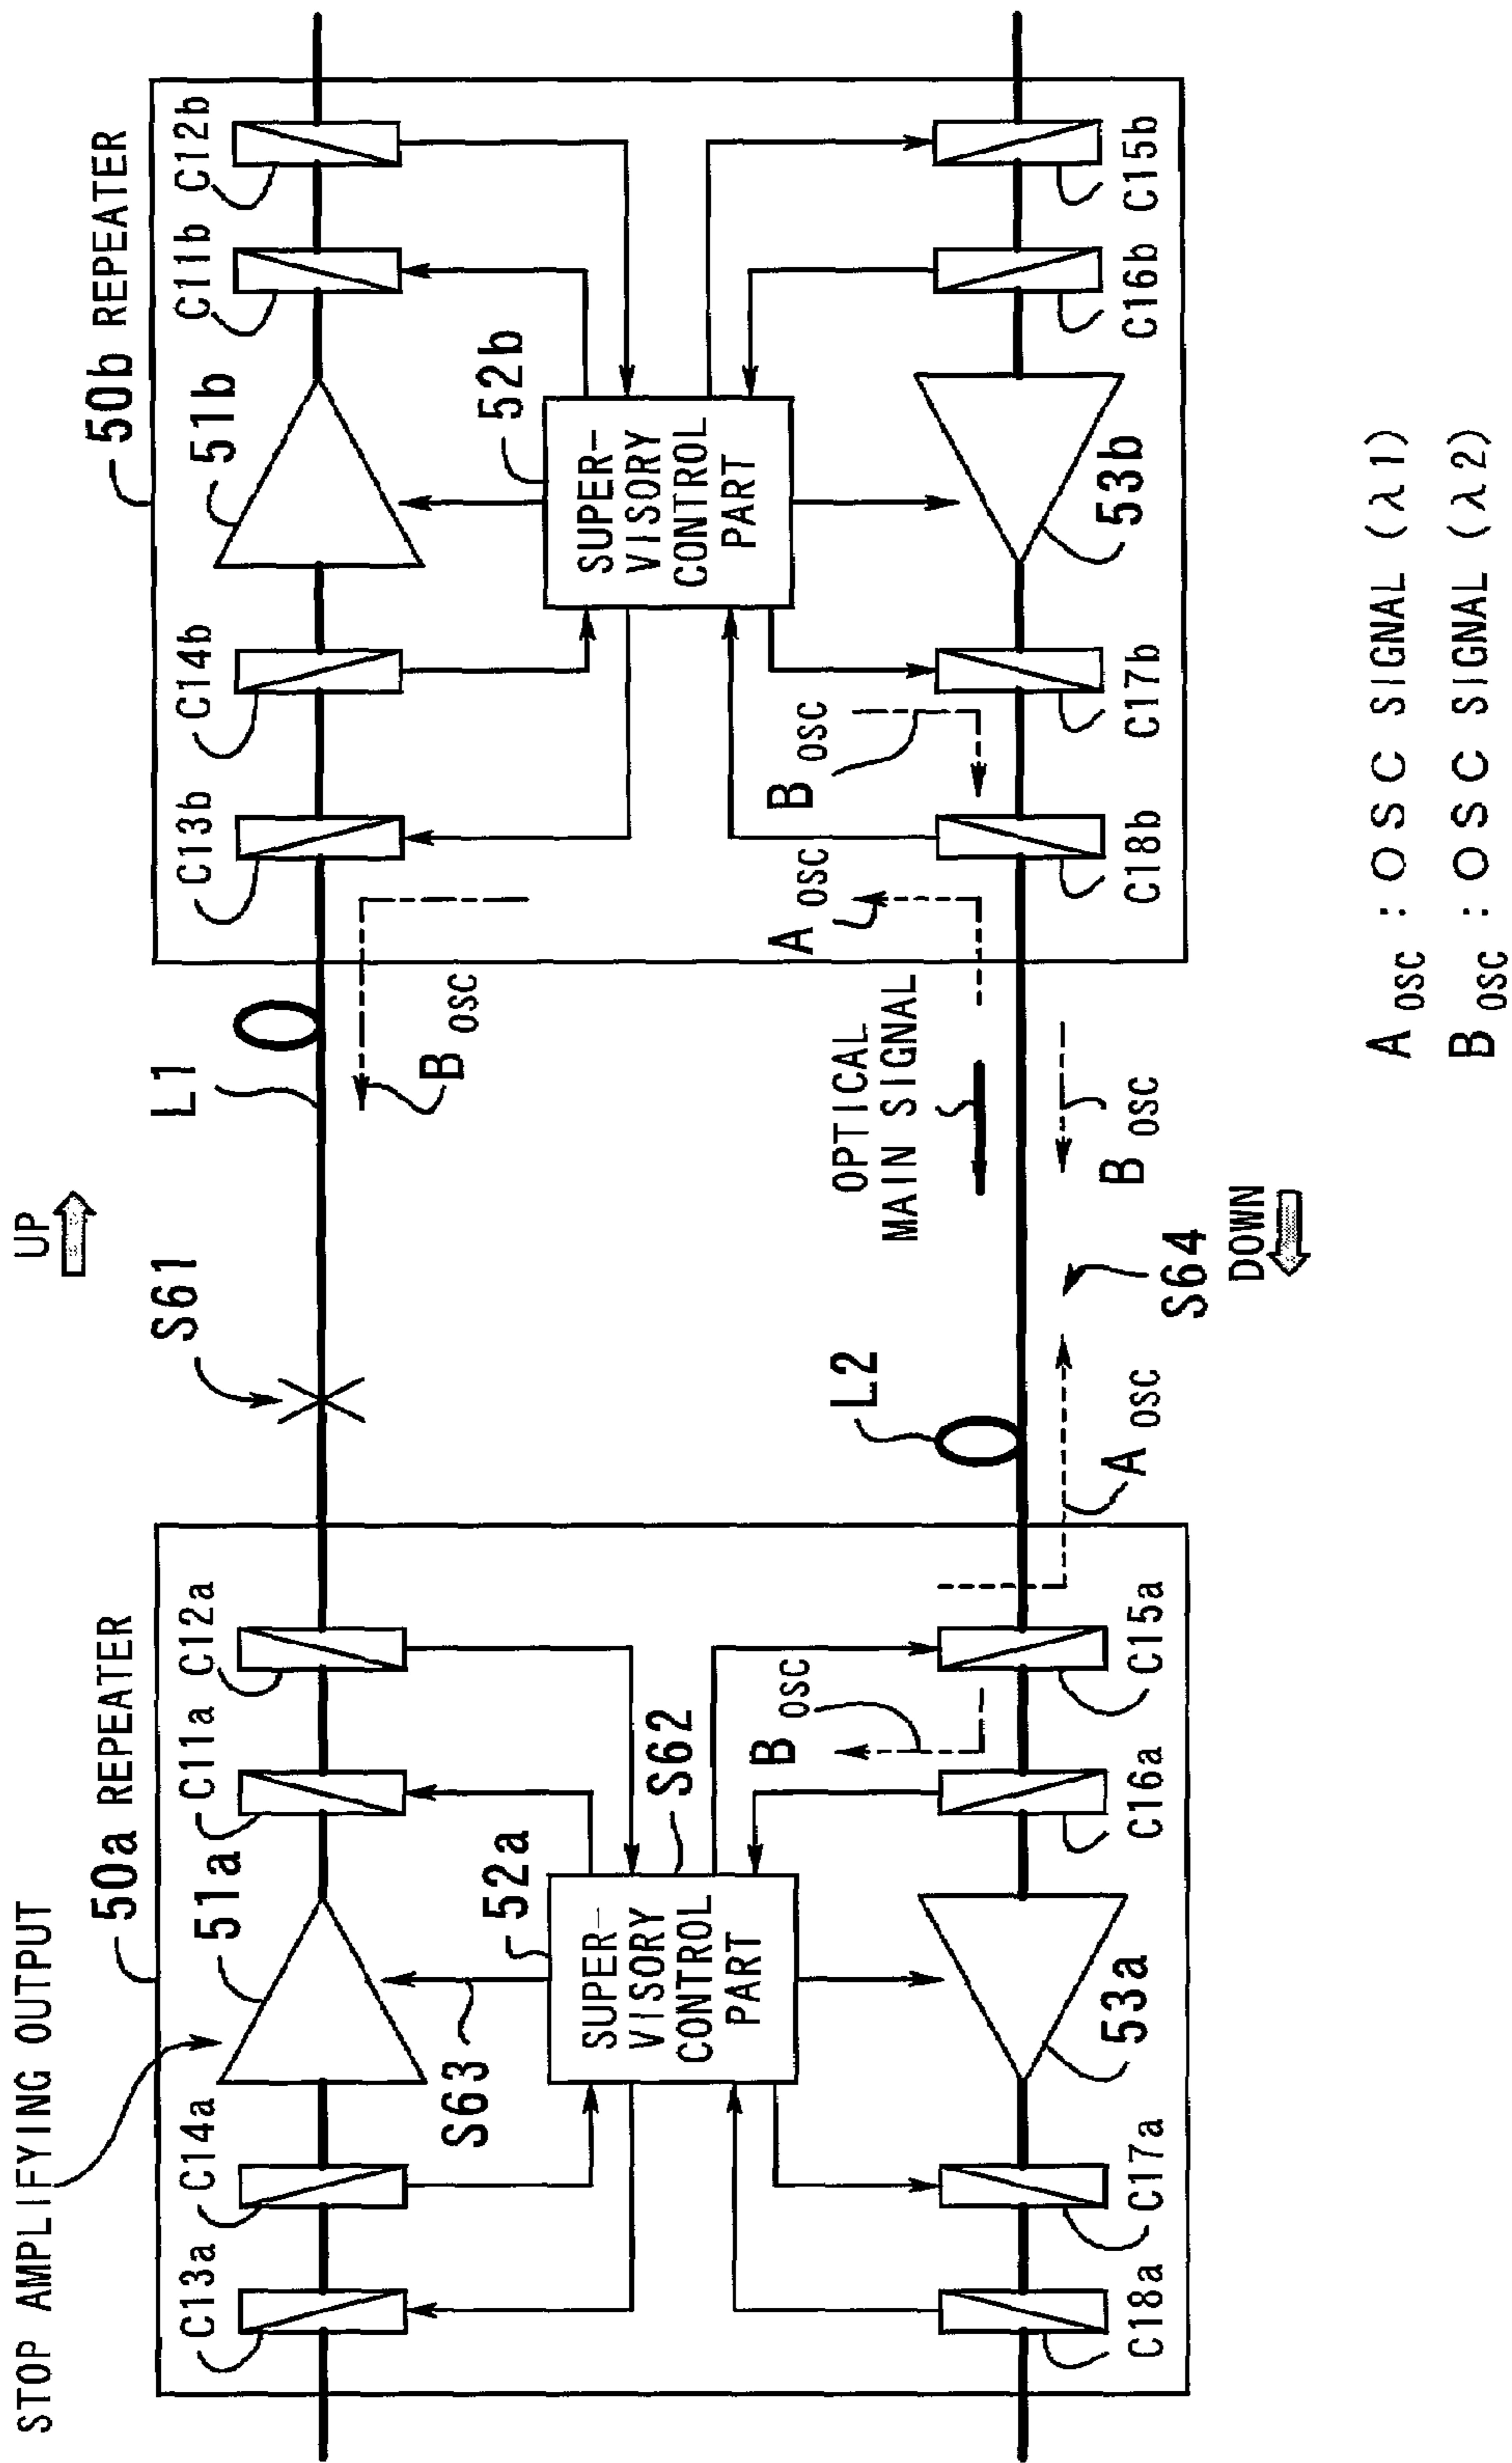 UP
STOP AMPLIFYING OUTPUT
50a REPEATER
50b REPEATER
C13a
C14a
51a
C11a
C12a
S61
L1
C13b
C14b
51b
C11b
C12b
S63
52a
S62
SUPER-
VISORY
CONTROL
PART
B OSC
52b
SUPER-
VISORY
CONTROL
PART
B OSC
L2
OPTICAL
MAIN SIGNAL
A OSC
B OSC
C18a
C17a
53a
C16a
C15a
A OSC
S64
B OSC
C18b
C17b
53b
C16b
C15b
DOWN
A OSC : OSC SIGNAL (λ1)
B OSC : OSC SIGNAL (λ2)